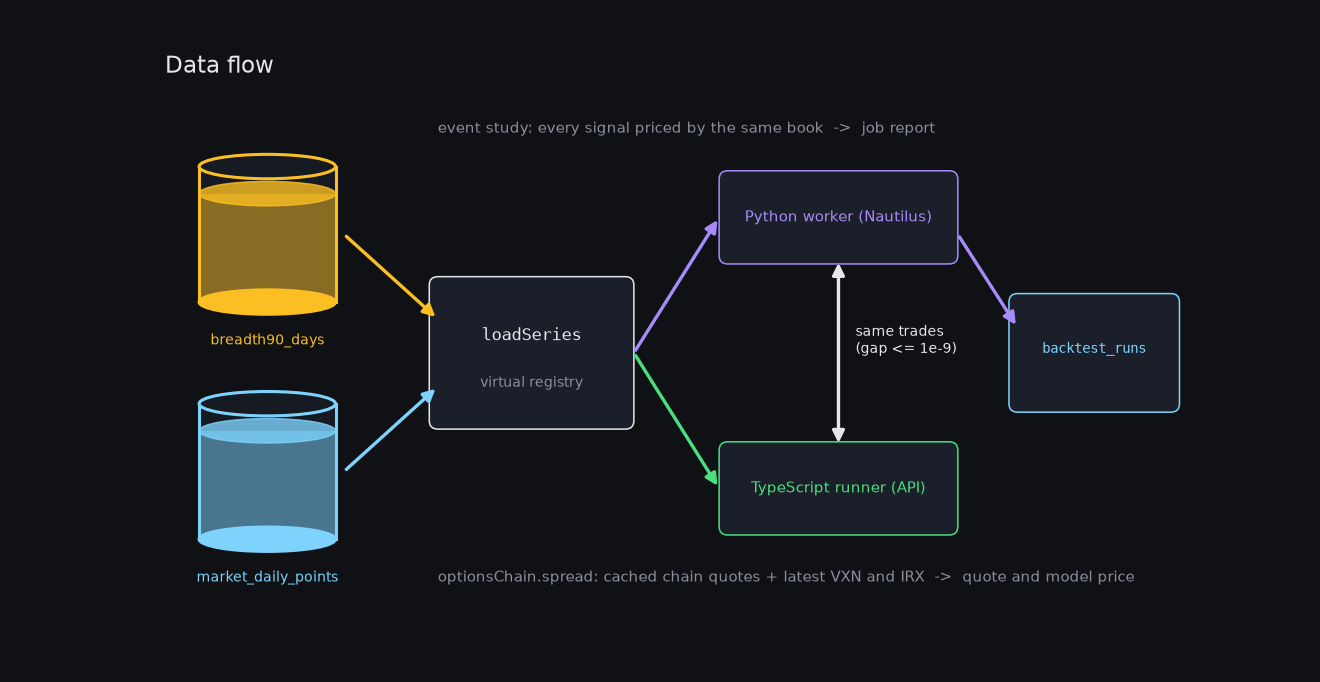 Data flow
event study: every signal priced by the same book  ->  job report
Python worker (Nautilus)
breadth90_days
loadSeries
virtual registry
same trades
(gap <= 1e-9)
backtest_runs
TypeScript runner (API)
market_daily_points
optionsChain.spread: cached chain quotes + latest VXN and IRX  ->  quote and model price